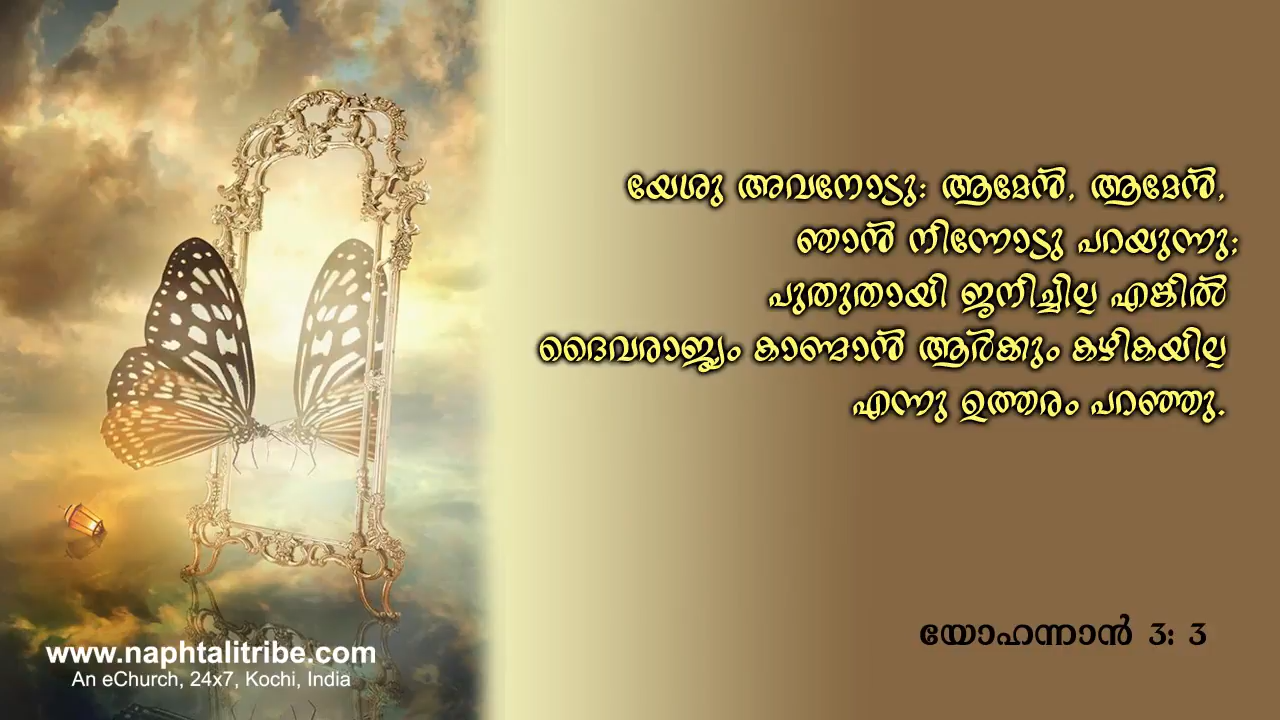 യേശു അവനോടു: ആമേൻ, ആമേൻ,
ഞാൻ നിന്നോടു പറയുന്നു;
പുതുതായി ജനിച്ചില്ല എങ്കിൽ
ദൈവരാജ്യം കാണ്മാൻ ആർക്കും കഴികയില്ല
എന്നു ഉത്തരം പറഞ്ഞു.
യോഹന്നാൻ 3: 3
www.naphtalitribe.com
An eChurch, 24x7, Kochi, India